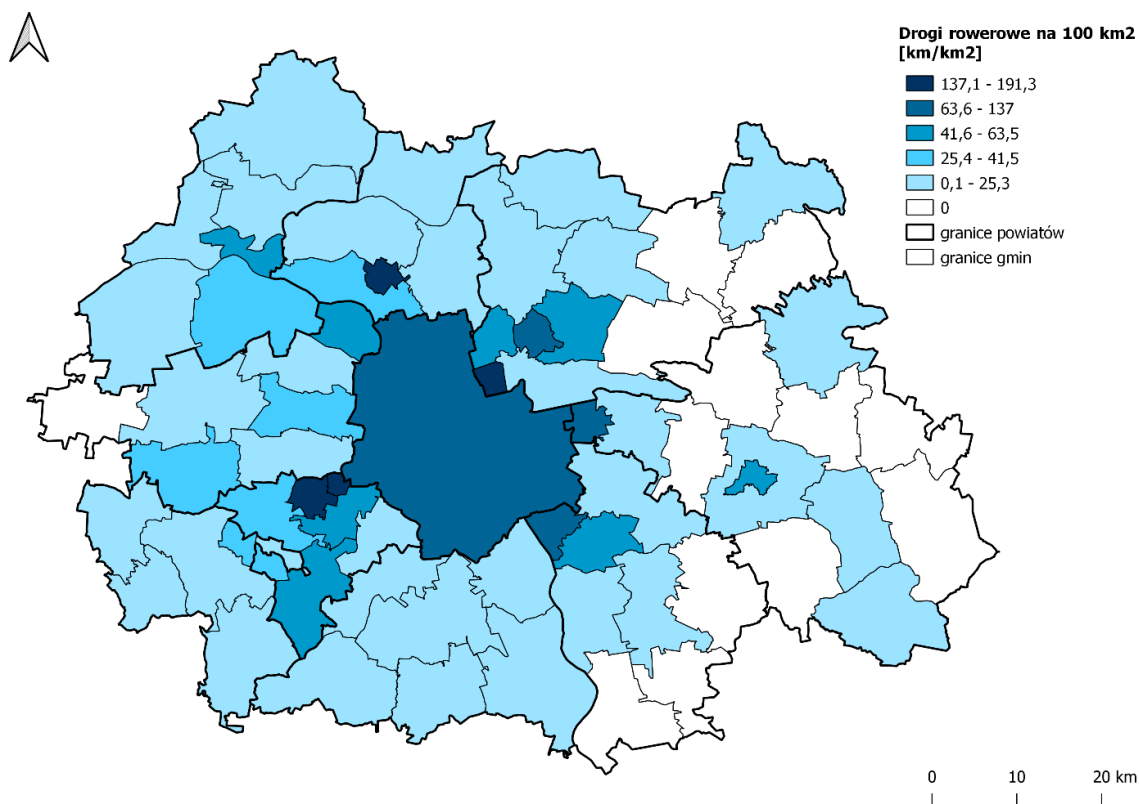 Drogi rowerowe na 100 km2
[km/km2]
137,1 - 191,3
63,6 - 137
41,6 - 63,5
25,4 - 41,5
0,1 - 25,3
0
granice powiatów
granice gmin
0 10 20 km